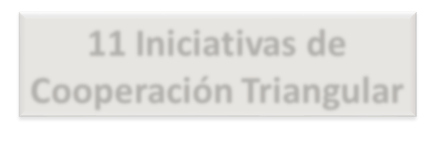 11 Iniciativas de
Cooperación Triangular